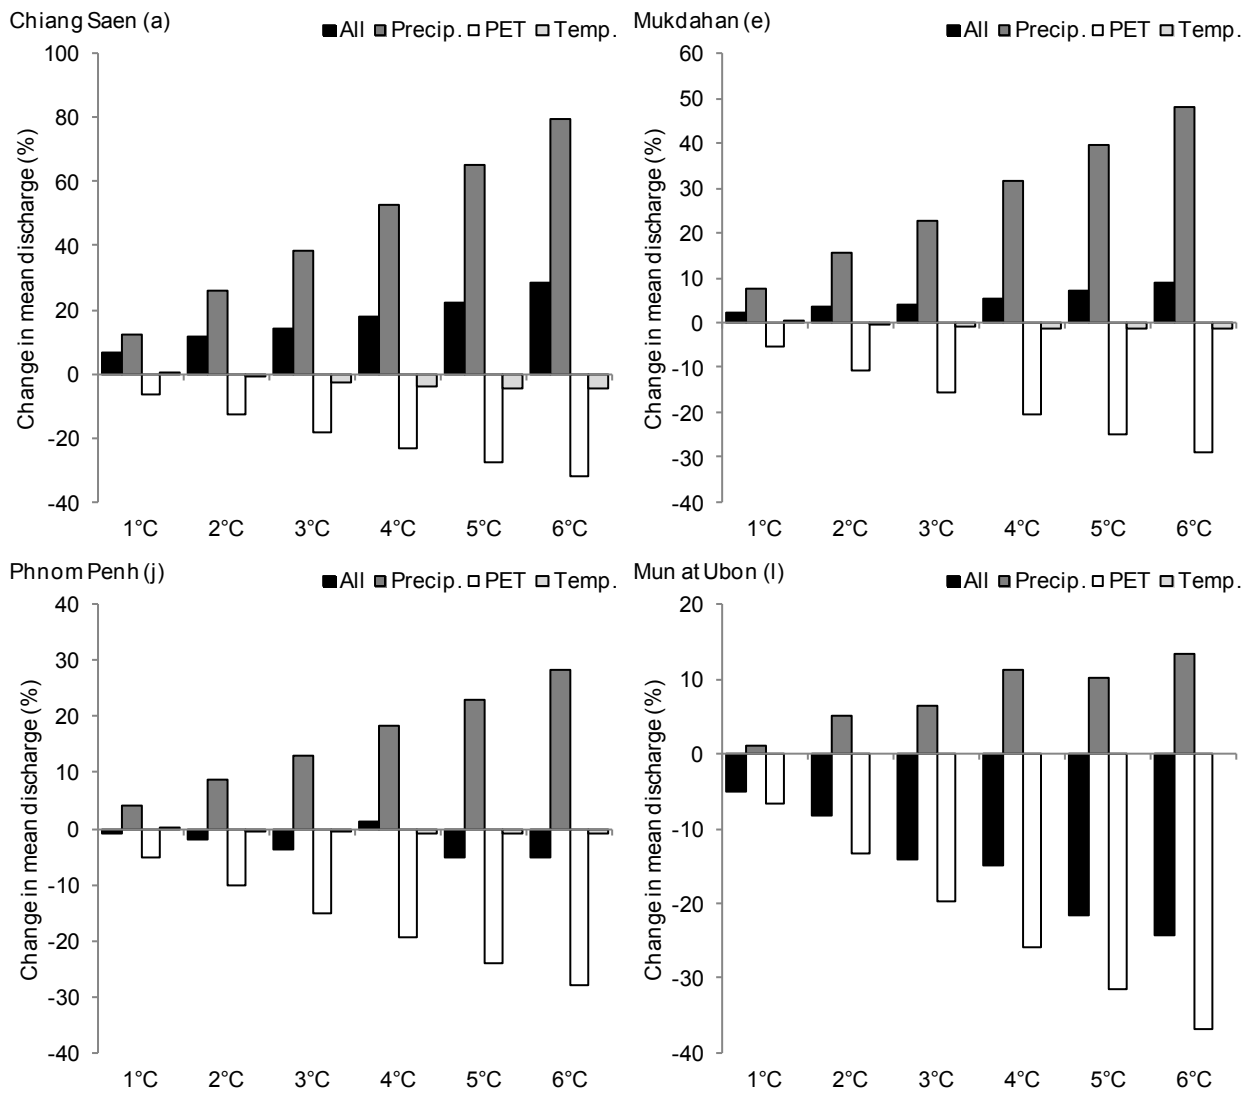 Chiang Saen (a)
All Precip. PET Temp.
Change in mean discharge (%)
100
80
60
40
20
0
-20
-40
1°C 2°C 3°C 4°C 5°C 6°C
Mukdahan (e)
All Precip. PET Temp.
Change in mean discharge (%)
60
50
40
30
20
10
0
-10
-20
-30
-40
1°C 2°C 3°C 4°C 5°C 6°C
Phnom Penh (j)
All Precip. PET Temp.
Change in mean discharge (%)
40
30
20
10
0
-10
-20
-30
-40
1°C 2°C 3°C 4°C 5°C 6°C
Mun at Ubon (l)
All Precip. PET Temp.
Change in mean discharge (%)
20
10
0
-10
-20
-30
-40
1°C 2°C 3°C 4°C 5°C 6°C